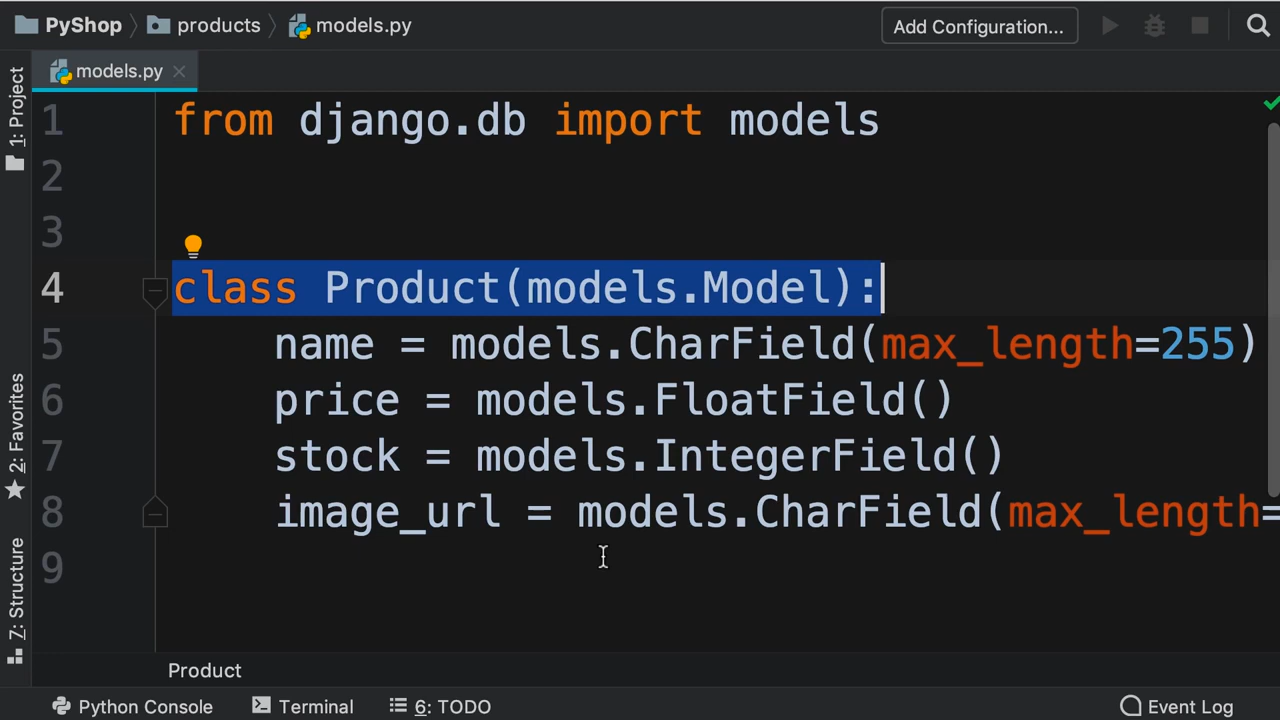 PyShop products models.py Add Configuration...
models.py
1: Project
2: Favorites
7: Structure
1 from django.db import models
2
3
4 class Product(models.Model):
5 name = models.CharField(max_length=255)
6 price = models.FloatField()
7 stock = models.IntegerField()
8 image_url = models.CharField(max_length=
9
Product
Python Console Terminal 6: TODO Event Log